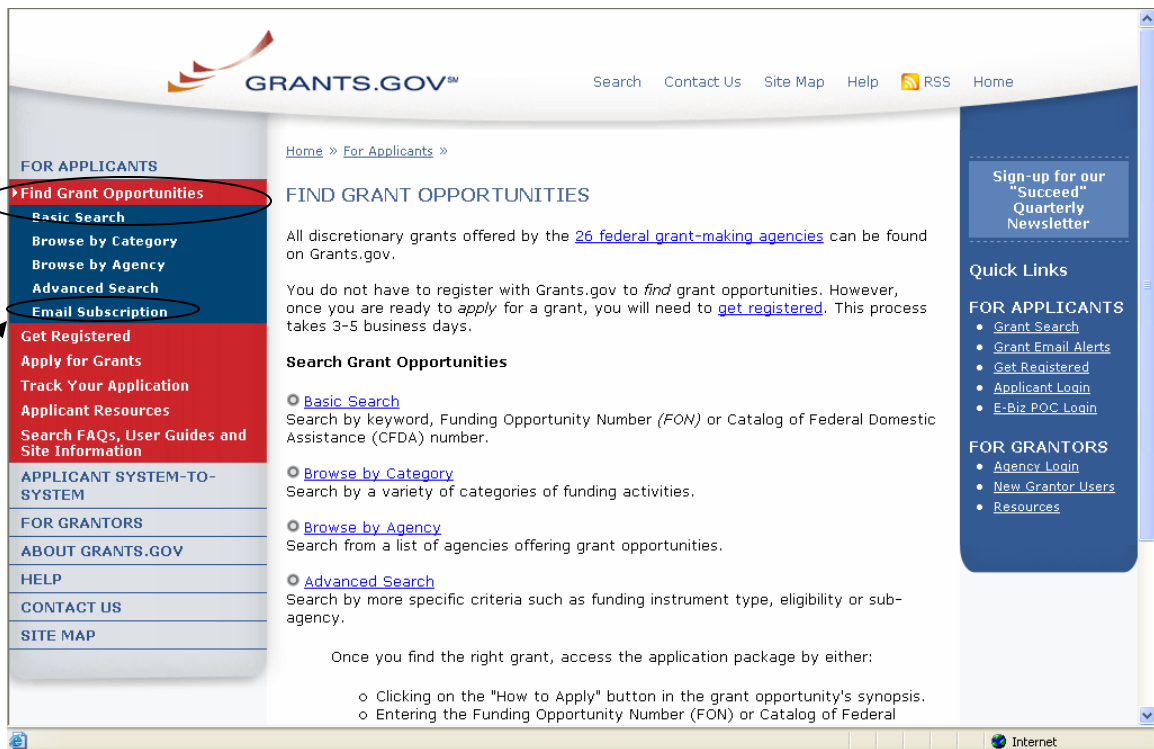 GRANTS.GOV℠
Search Contact Us Site Map Help RSS Home
FOR APPLICANTS
Find Grant Opportunities
Basic Search
Browse by Category
Browse by Agency
Advanced Search
Email Subscription
Get Registered
Apply for Grants
Track Your Application
Applicant Resources
Search FAQs, User Guides and
Site Information
APPLICANT SYSTEM-TO-
SYSTEM
FOR GRANTORS
ABOUT GRANTS.GOV
HELP
CONTACT US
SITE MAP
Home » For Applicants »
FIND GRANT OPPORTUNITIES
All discretionary grants offered by the 26 federal grant-making agencies can be found
on Grants.gov.
You do not have to register with Grants.gov to find grant opportunities. However,
once you are ready to apply for a grant, you will need to get registered. This process
takes 3-5 business days.
Search Grant Opportunities
Basic Search
Search by keyword, Funding Opportunity Number (FON) or Catalog of Federal Domestic
Assistance (CFDA) number.
Browse by Category
Search by a variety of categories of funding activities.
Browse by Agency
Search from a list of agencies offering grant opportunities.
Advanced Search
Search by more specific criteria such as funding instrument type, eligibility or sub-
agency.
Once you find the right grant, access the application package by either:
o Clicking on the "How to Apply" button in the grant opportunity's synopsis.
o Entering the Funding Opportunity Number (FON) or Catalog of Federal
Sign-up for our
"Succeed"
Quarterly
Newsletter
Quick Links
FOR APPLICANTS
Grant Search
Grant Email Alerts
Get Registered
Applicant Login
E-Biz POC Login
FOR GRANTORS
Agency Login
New Grantor Users
Resources
Internet